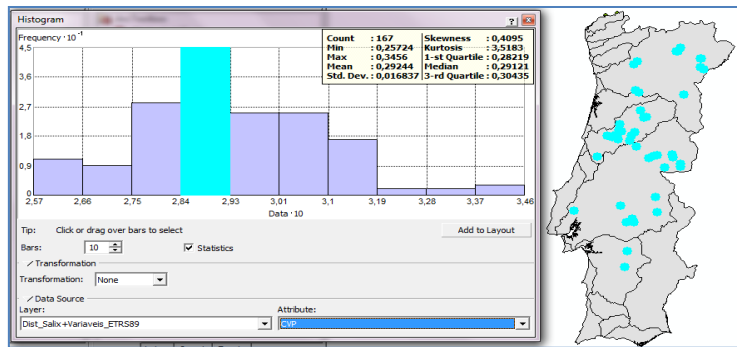 Histogram
Frequency · 10⁻¹
Count : 167 Skewness : 0,4095
Min : 0,25724 Kurtosis : 3,5183
Max : 0,3456 1-st Quartile : 0,28219
Mean : 0,29244 Median : 0,29121
Std. Dev. : 0,016837 3-rd Quartile : 0,30435
4,5
3,6
2,7
1,8
0,9
0
2,57 2,66 2,75 2,84 2,93 3,01 3,1 3,19 3,28 3,37 3,46
Data · 10
Tip: Click or drag over bars to select
Add to Layout
Bars: 10 Statistics
Transformation
Transformation: None
Data Source
Layer: Attribute:
Dist_Salix+Variaveis_ETRS89 CVP